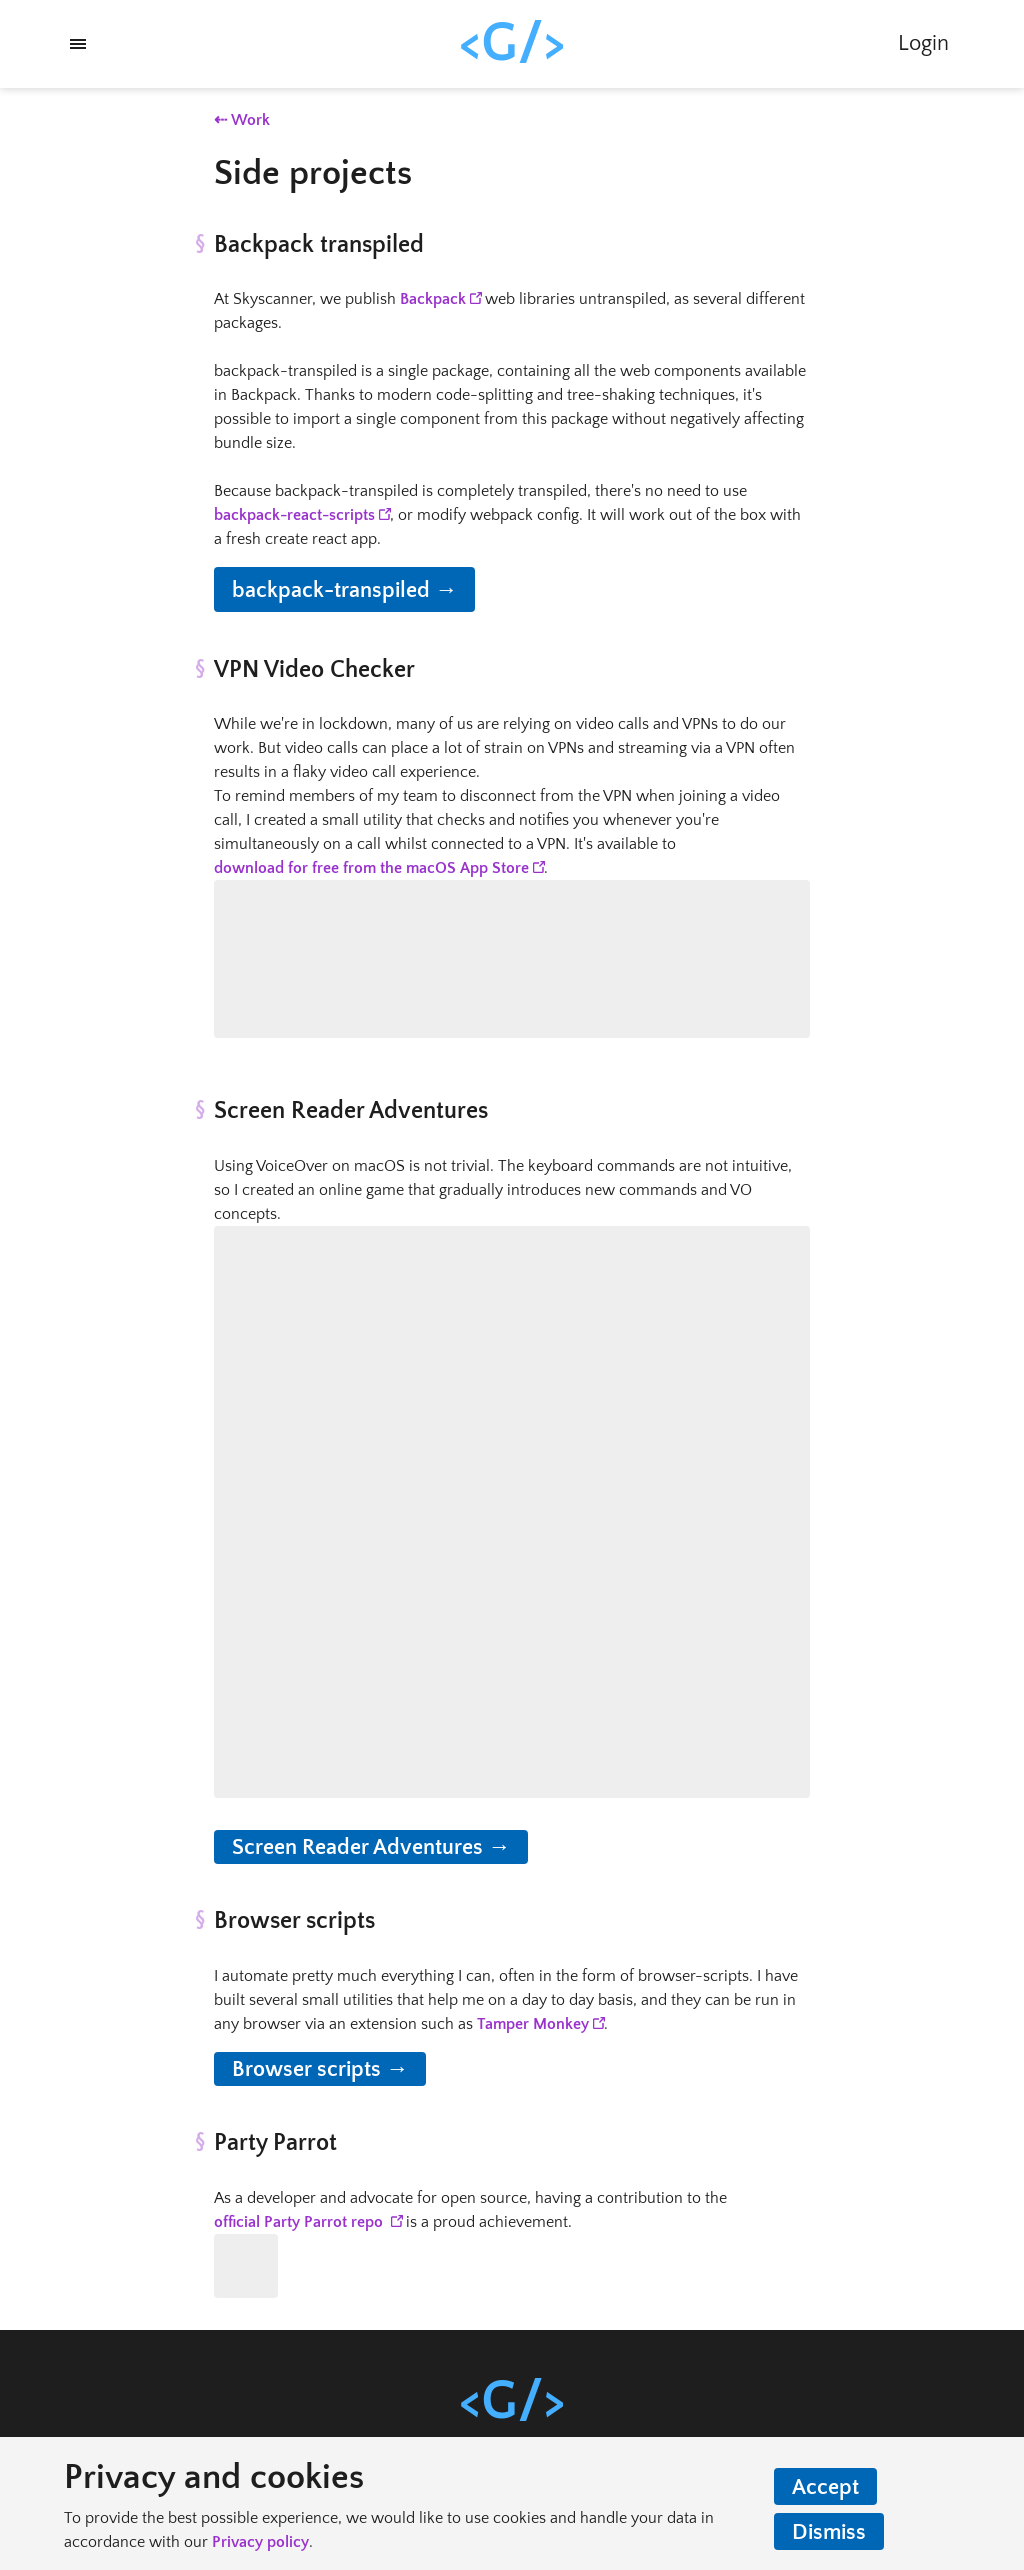 <G/>
Login
⇠ Work
Side projects
§ Backpack transpiled
At Skyscanner, we publish Backpack web libraries untranspiled, as several different
packages.
backpack-transpiled is a single package, containing all the web components available
in Backpack. Thanks to modern code-splitting and tree-shaking techniques, it's
possible to import a single component from this package without negatively affecting
bundle size.
Because backpack-transpiled is completely transpiled, there's no need to use
backpack-react-scripts, or modify webpack config. It will work out of the box with
a fresh create react app.
backpack-transpiled →
§ VPN Video Checker
While we're in lockdown, many of us are relying on video calls and VPNs to do our
work. But video calls can place a lot of strain on VPNs and streaming via a VPN often
results in a flaky video call experience.
To remind members of my team to disconnect from the VPN when joining a video
call, I created a small utility that checks and notifies you whenever you're
simultaneously on a call whilst connected to a VPN. It's available to
download for free from the macOS App Store.
§ Screen Reader Adventures
Using VoiceOver on macOS is not trivial. The keyboard commands are not intuitive,
so I created an online game that gradually introduces new commands and VO
concepts.
Screen Reader Adventures →
§ Browser scripts
I automate pretty much everything I can, often in the form of browser-scripts. I have
built several small utilities that help me on a day to day basis, and they can be run in
any browser via an extension such as Tamper Monkey.
Browser scripts →
§ Party Parrot
As a developer and advocate for open source, having a contribution to the
official Party Parrot repo is a proud achievement.
<G/>
Privacy and cookies
To provide the best possible experience, we would like to use cookies and handle your data in
accordance with our Privacy policy.
Accept
Dismiss